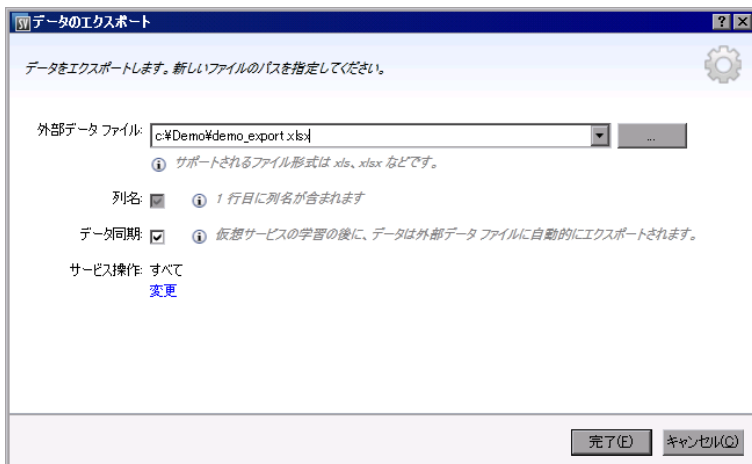 SV データのエクスポート
データをエクスポートします。新しいファイルのパスを指定してください。
外部データ ファイル: c:¥Demo¥demo_export.xlsx ...
サポートされるファイル形式は xls、xlsx などです。
列名: 1 行目に列名が含まれます
データ同期: 仮想サービスの学習の後に、データは外部データ ファイルに自動的にエクスポートされます。
サービス操作: すべて
変更
完了(F) キャンセル(C)